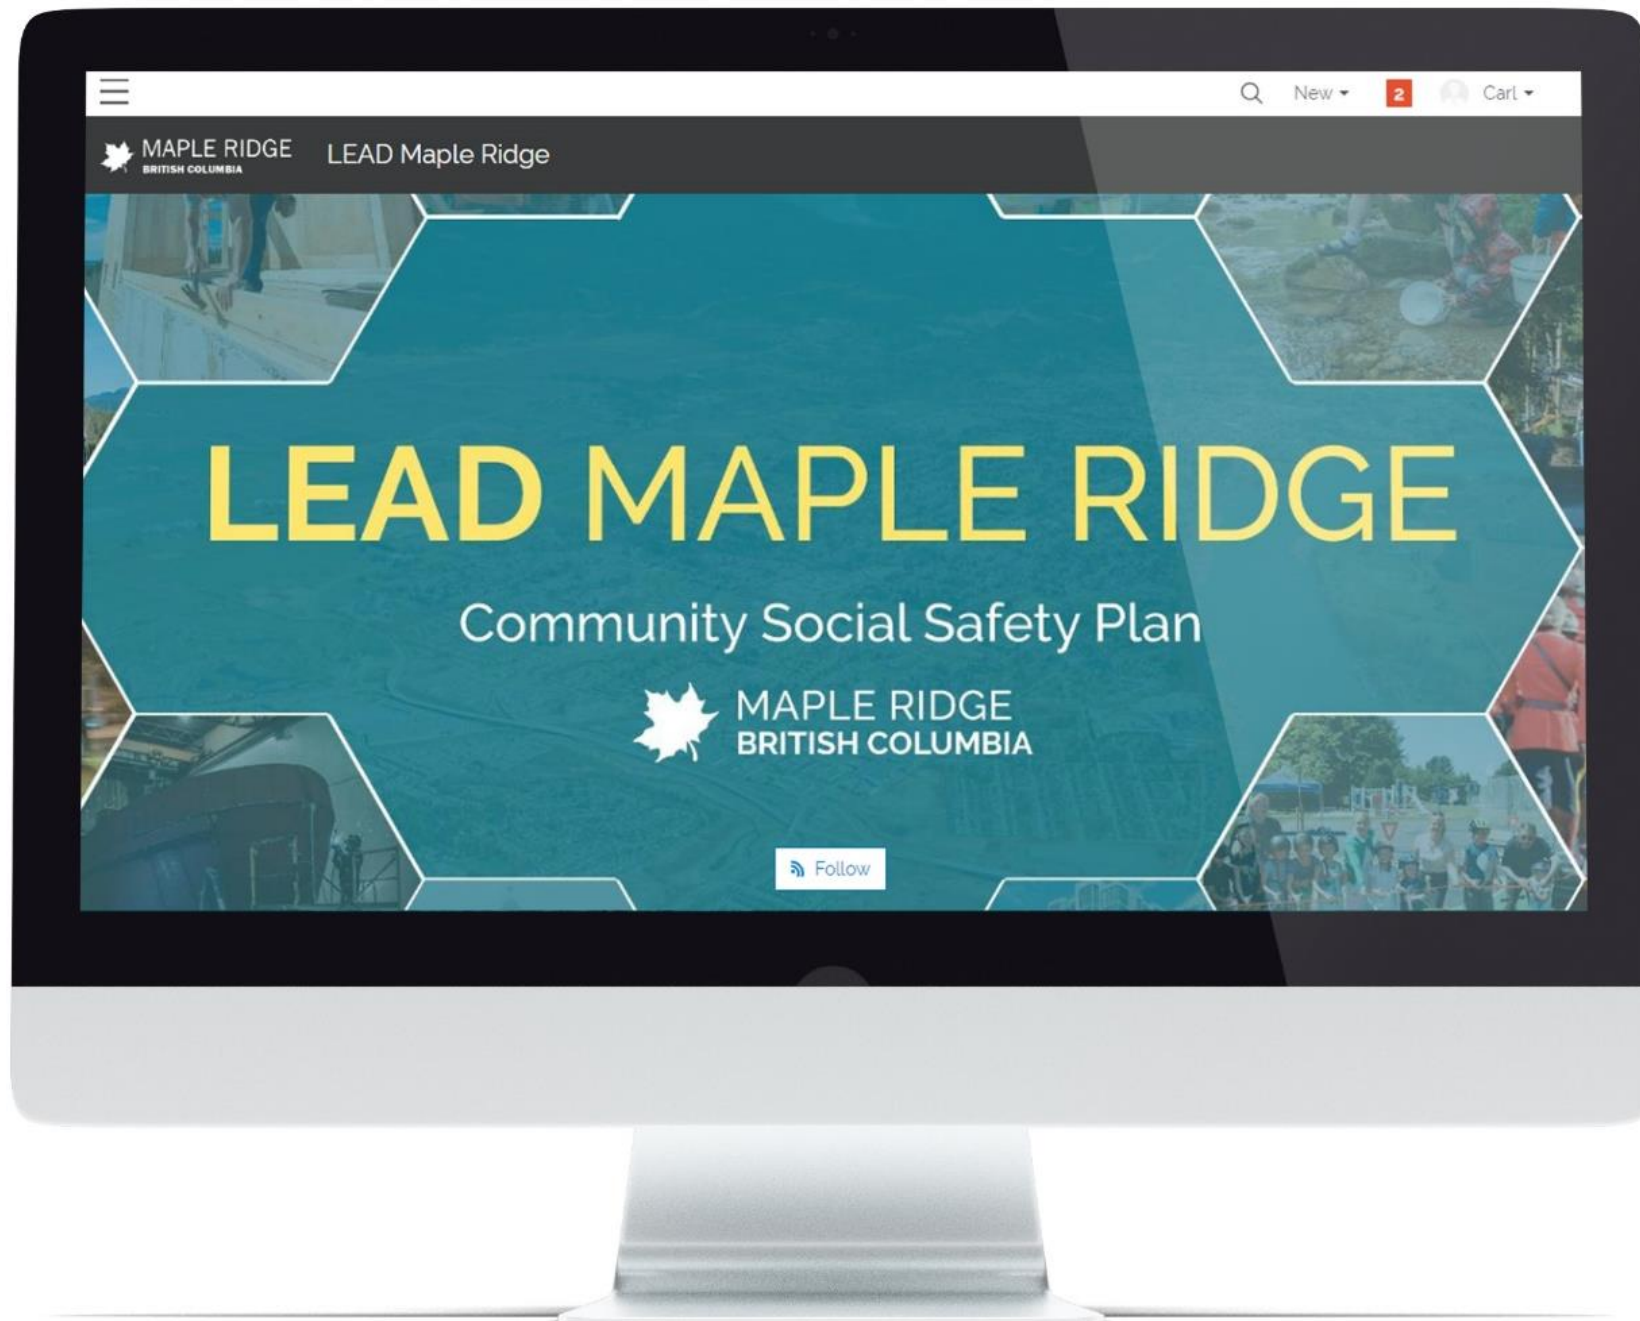 New
2
Carl
MAPLE RIDGE
BRITISH COLUMBIA
LEAD Maple Ridge
LEAD MAPLE RIDGE
Community Social Safety Plan
MAPLE RIDGE
BRITISH COLUMBIA
Follow